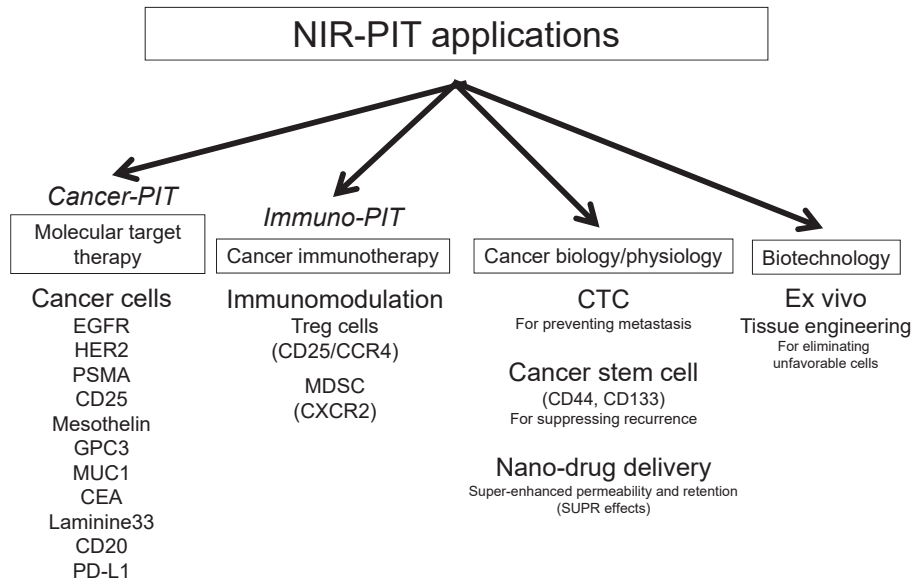 NIR-PIT applications
Cancer-PIT
Molecular target
therapy
Cancer cells
EGFR
HER2
PSMA
CD25
Mesothelin
GPC3
MUC1
CEA
Laminine33
CD20
PD-L1
Immuno-PIT
Cancer immunotherapy
Immunomodulation
Treg cells
(CD25/CCR4)
MDSC
(CXCR2)
Cancer biology/physiology
CTC
For preventing metastasis
Cancer stem cell
(CD44, CD133)
For suppressing recurrence
Nano-drug delivery
Super-enhanced permeability and retention
(SUPR effects)
Biotechnology
Ex vivo
Tissue engineering
For eliminating
unfavorable cells